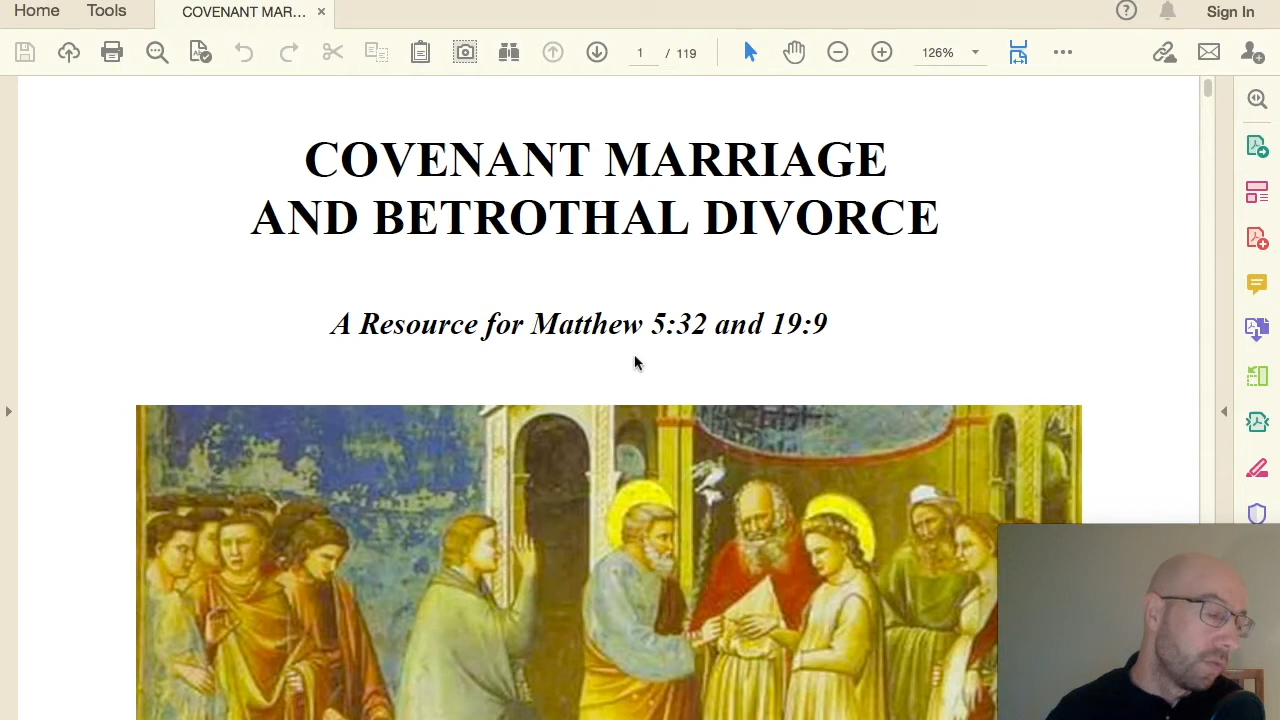 Home Tools COVENANT MAR... × Sign In
1 / 119 126%
COVENANT MARRIAGE
AND BETROTHAL DIVORCE
A Resource for Matthew 5:32 and 19:9